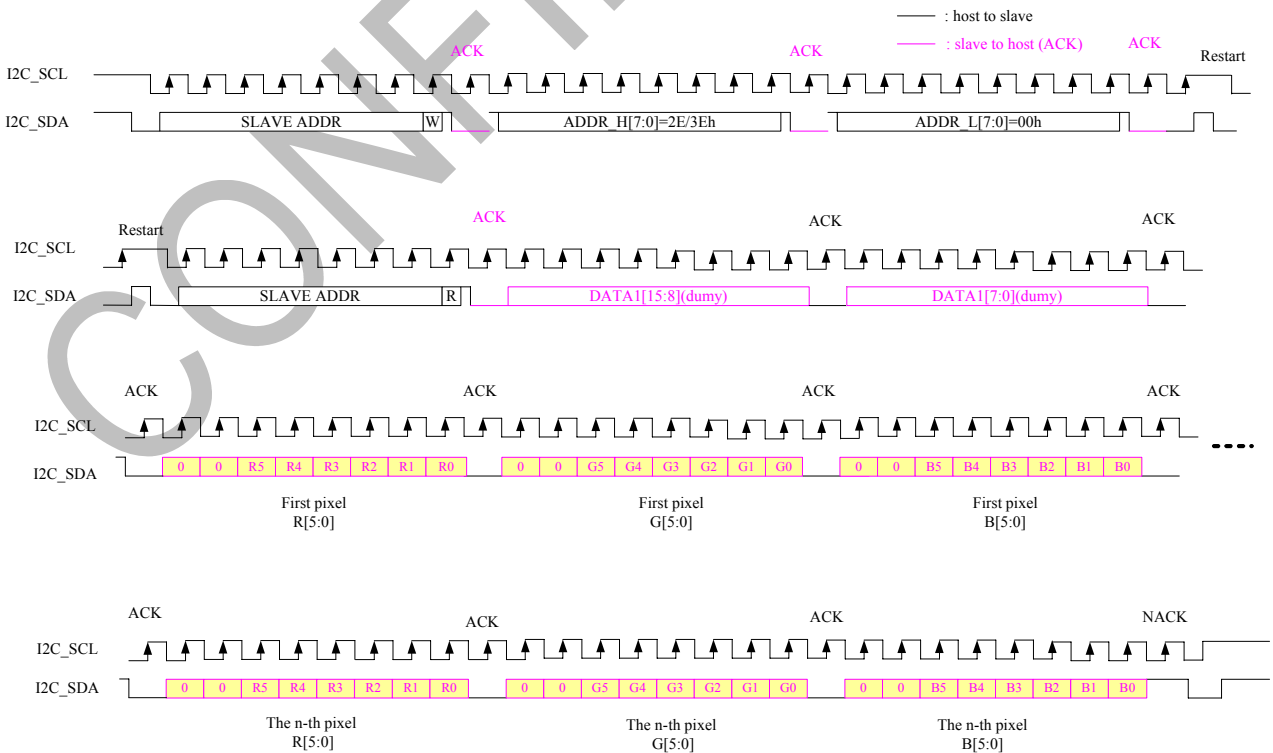 : host to slave
: slave to host (ACK)
ACK ACK ACK
Restart
I2C_SCL
I2C_SDA SLAVE ADDR W ADDR_H[7:0]=2E/3Eh ADDR_L[7:0]=00h
Restart ACK ACK ACK
I2C_SCL
I2C_SDA SLAVE ADDR R DATA1[15:8](dumy) DATA1[7:0](dumy)
ACK ACK ACK ACK
I2C_SCL
I2C_SDA 0 0 R5 R4 R3 R2 R1 R0 0 0 G5 G4 G3 G2 G1 G0 0 0 B5 B4 B3 B2 B1 B0
First pixel First pixel First pixel
R[5:0] G[5:0] B[5:0]
ACK ACK ACK NACK
I2C_SCL
I2C_SDA 0 0 R5 R4 R3 R2 R1 R0 0 0 G5 G4 G3 G2 G1 G0 0 0 B5 B4 B3 B2 B1 B0
The n-th pixel The n-th pixel The n-th pixel
R[5:0] G[5:0] B[5:0]